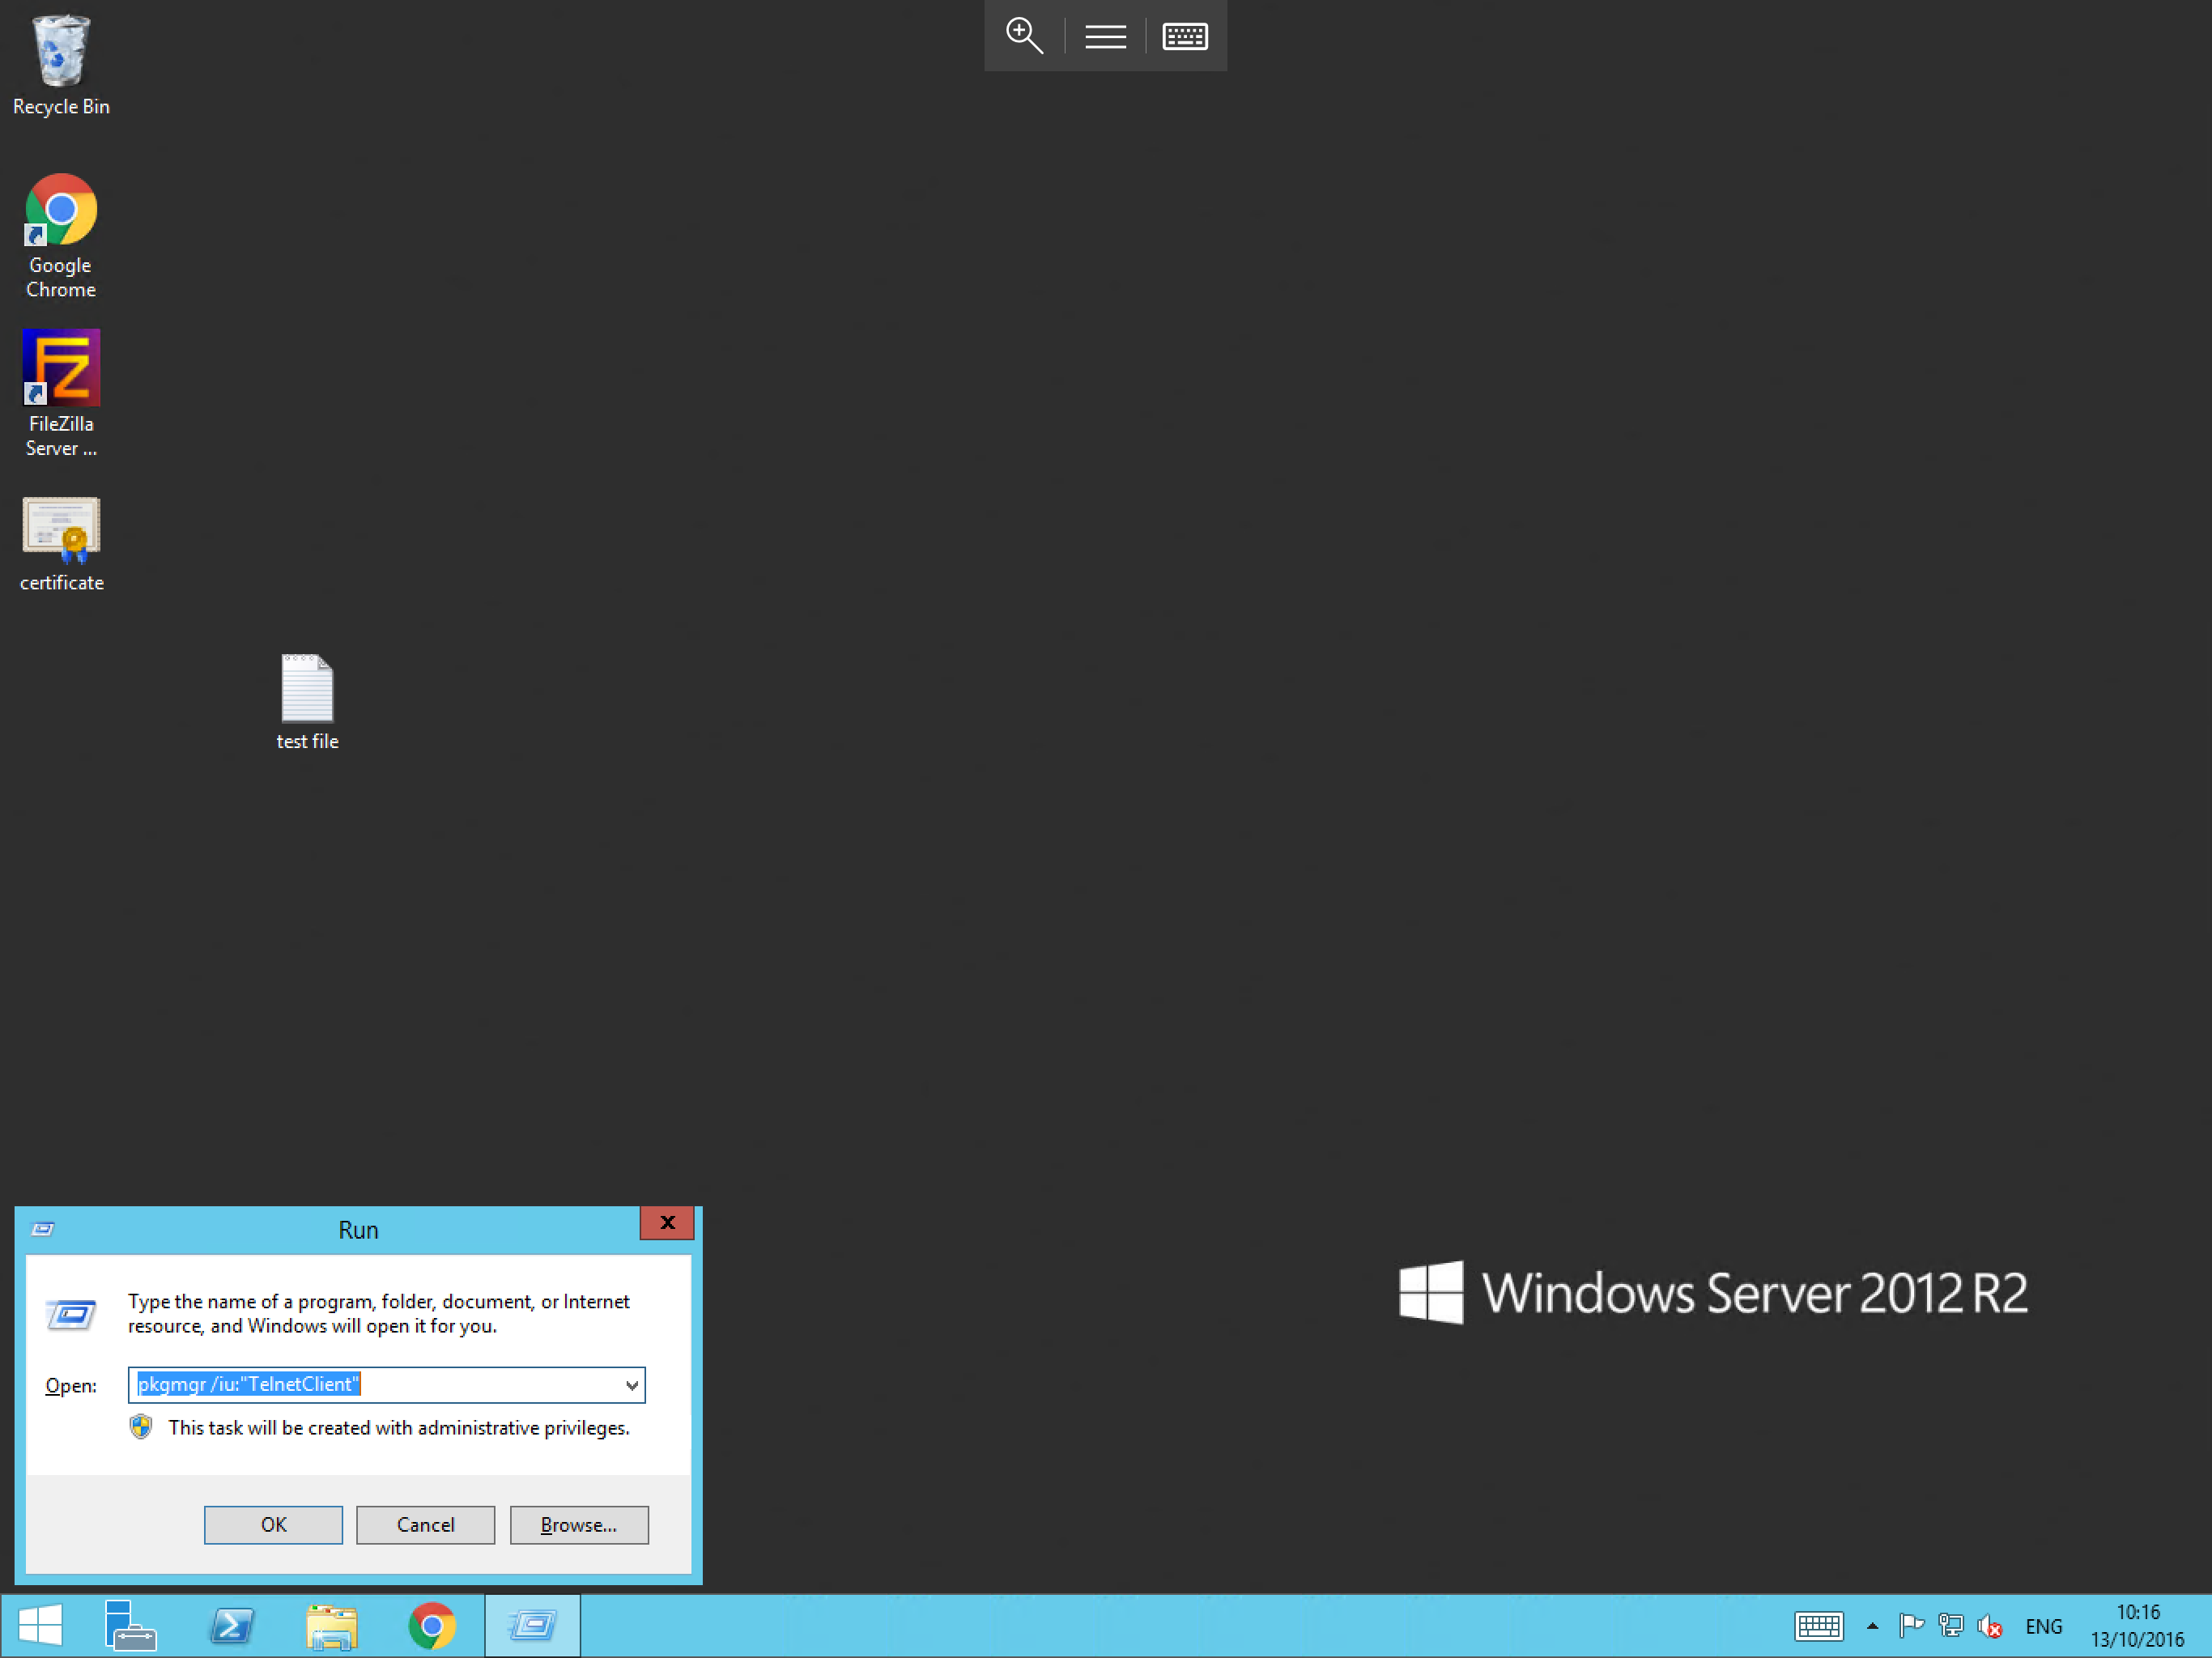 Recycle Bin
Google
Chrome
FileZilla
Server ...
certificate
test file
Run
x
Type the name of a program, folder, document, or Internet
resource, and Windows will open it for you.
Open: pkgmgr /iu:"TelnetClient"
This task will be created with administrative privileges.
OK Cancel Browse...
Windows Server 2012 R2
ENG
10:16
13/10/2016